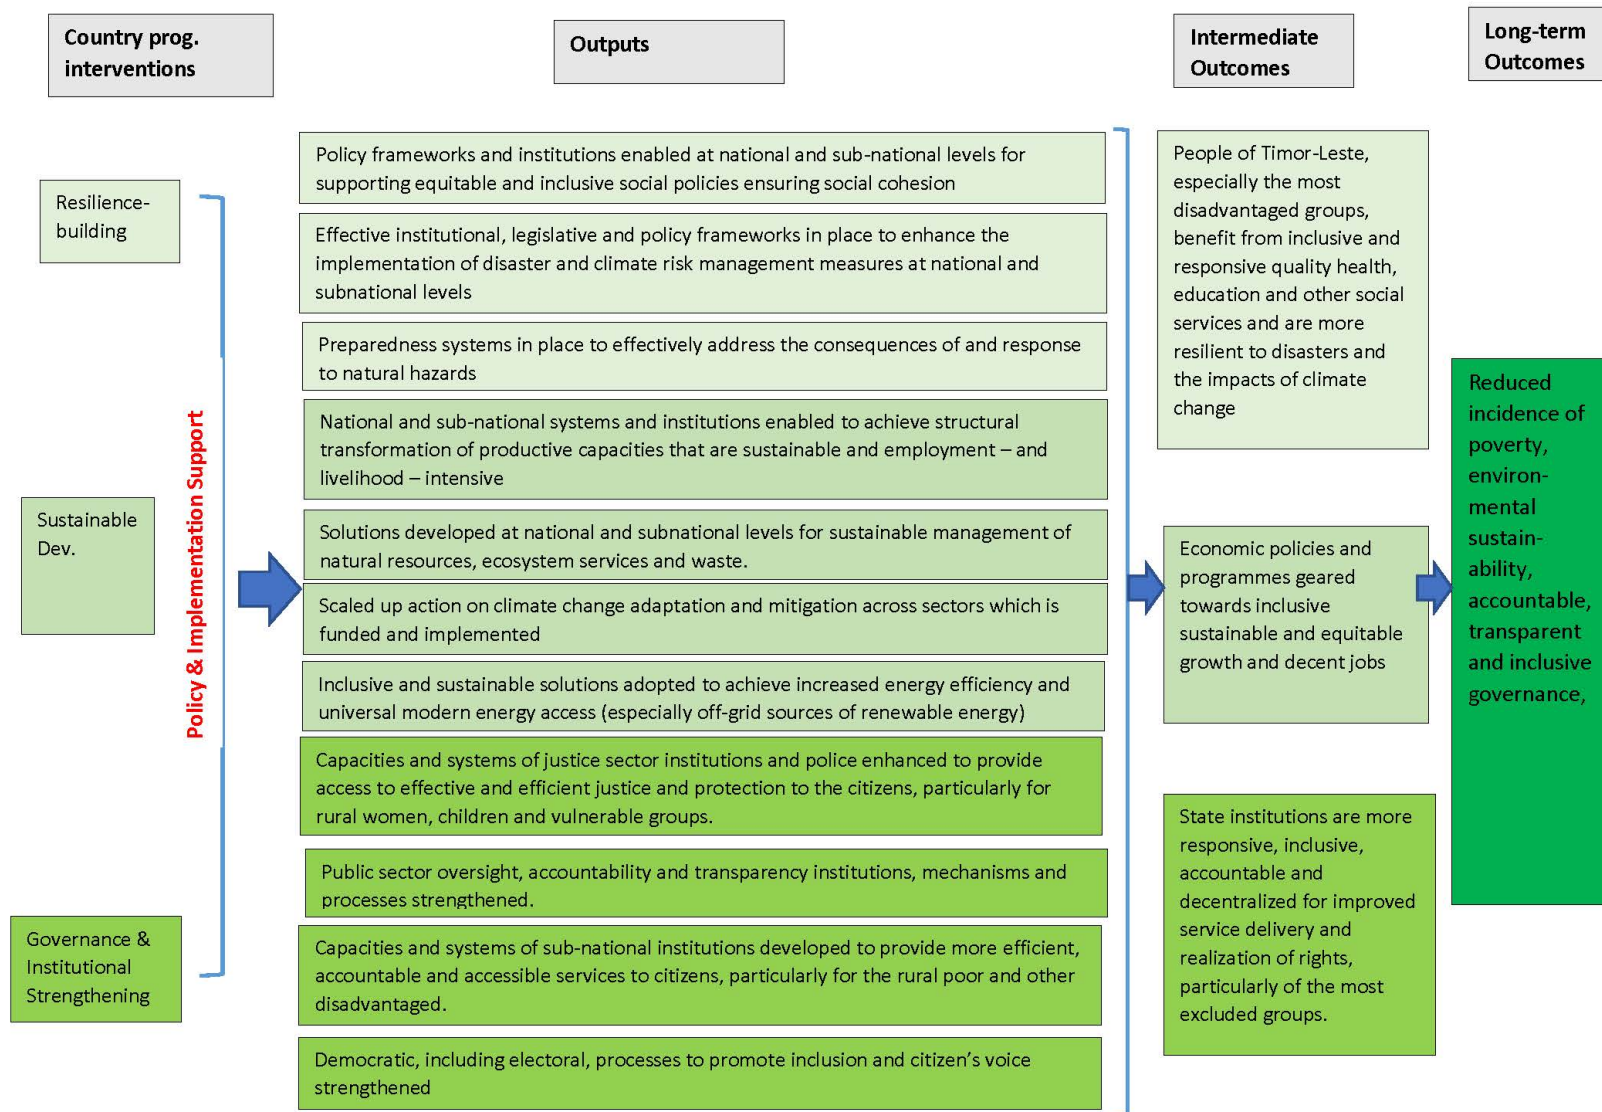 Country prog.
interventions
Outputs
Intermediate
Outcomes
Long-term
Outcomes
Resilience-
building
Sustainable
Dev.
Governance &
Institutional
Strengthening
Policy & Implementation Support
Policy frameworks and institutions enabled at national and sub-national levels for
supporting equitable and inclusive social policies ensuring social cohesion
Effective institutional, legislative and policy frameworks in place to enhance the
implementation of disaster and climate risk management measures at national and
subnational levels
Preparedness systems in place to effectively address the consequences of and response
to natural hazards
National and sub-national systems and institutions enabled to achieve structural
transformation of productive capacities that are sustainable and employment – and
livelihood – intensive
Solutions developed at national and subnational levels for sustainable management of
natural resources, ecosystem services and waste.
Scaled up action on climate change adaptation and mitigation across sectors which is
funded and implemented
Inclusive and sustainable solutions adopted to achieve increased energy efficiency and
universal modern energy access (especially off-grid sources of renewable energy)
Capacities and systems of justice sector institutions and police enhanced to provide
access to effective and efficient justice and protection to the citizens, particularly for
rural women, children and vulnerable groups.
Public sector oversight, accountability and transparency institutions, mechanisms and
processes strengthened.
Capacities and systems of sub-national institutions developed to provide more efficient,
accountable and accessible services to citizens, particularly for the rural poor and other
disadvantaged.
Democratic, including electoral, processes to promote inclusion and citizen’s voice
strengthened
People of Timor-Leste,
especially the most
disadvantaged groups,
benefit from inclusive and
responsive quality health,
education and other social
services and are more
resilient to disasters and
the impacts of climate
change
Economic policies and
programmes geared
towards inclusive
sustainable and equitable
growth and decent jobs
State institutions are more
responsive, inclusive,
accountable and
decentralized for improved
service delivery and
realization of rights,
particularly of the most
excluded groups.
Reduced
incidence of
poverty,
environ-
mental
sustain-
ability,
accountable,
transparent
and inclusive
governance,